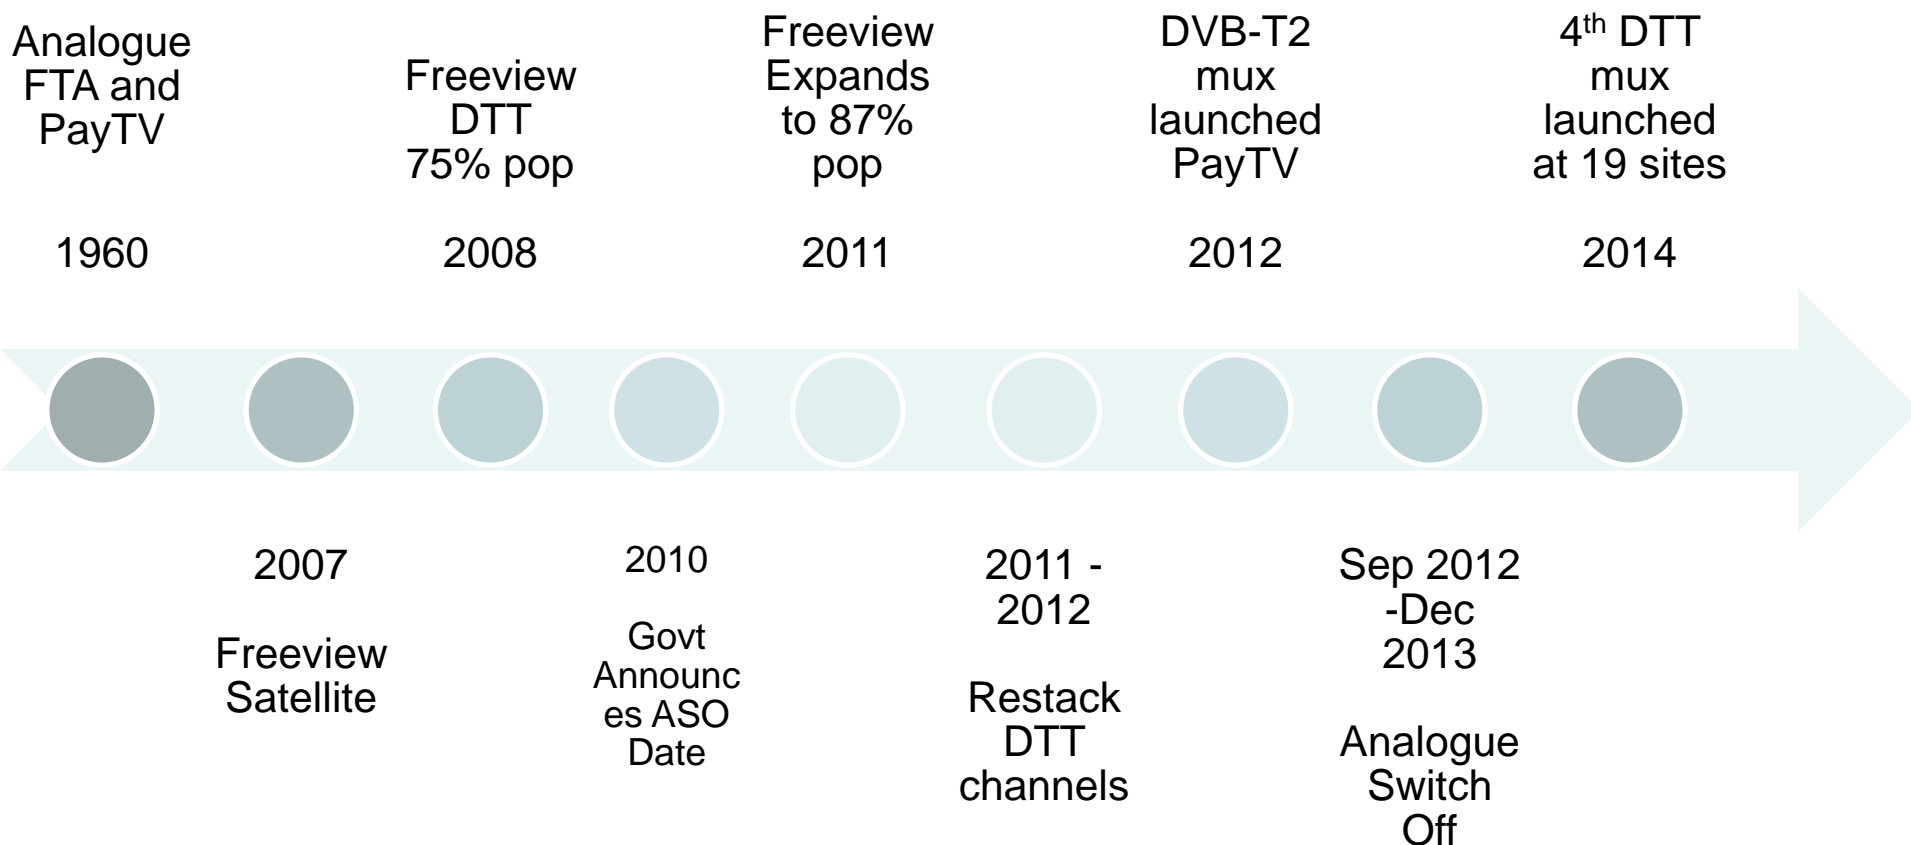 Analogue
FTA and
PayTV
1960
Freeview
DTT
75% pop
2008
Freeview
Expands
to 87%
pop
2011
DVB-T2
mux
launched
PayTV
2012
4th DTT
mux
launched
at 19 sites
2014
2007
Freeview
Satellite
2010
Govt
Announc
es ASO
Date
2011 -
2012
Restack
DTT
channels
Sep 2012
-Dec
2013
Analogue
Switch
Off